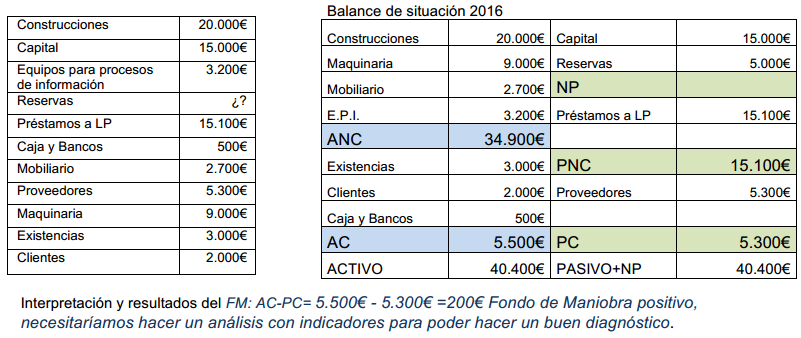 Construcciones 20.000€
Capital 15.000€
Equipos para procesos de información 3.200€
Reservas ¿?
Préstamos a LP 15.100€
Caja y Bancos 500€
Mobiliario 2.700€
Proveedores 5.300€
Maquinaria 9.000€
Existencias 3.000€
Clientes 2.000€
Balance de situación 2016
Construcciones 20.000€ Capital 15.000€
Maquinaria 9.000€ Reservas 5.000€
Mobiliario 2.700€ NP
E.P.I. 3.200€ Préstamos a LP 15.100€
ANC 34.900€
Existencias 3.000€ PNC 15.100€
Clientes 2.000€ Proveedores 5.300€
Caja y Bancos 500€
AC 5.500€ PC 5.300€
ACTIVO 40.400€ PASIVO+NP 40.400€
Interpretación y resultados del FM: AC-PC= 5.500€ - 5.300€ =200€ Fondo de Maniobra positivo,
necesitaríamos hacer un análisis con indicadores para poder hacer un buen diagnóstico.